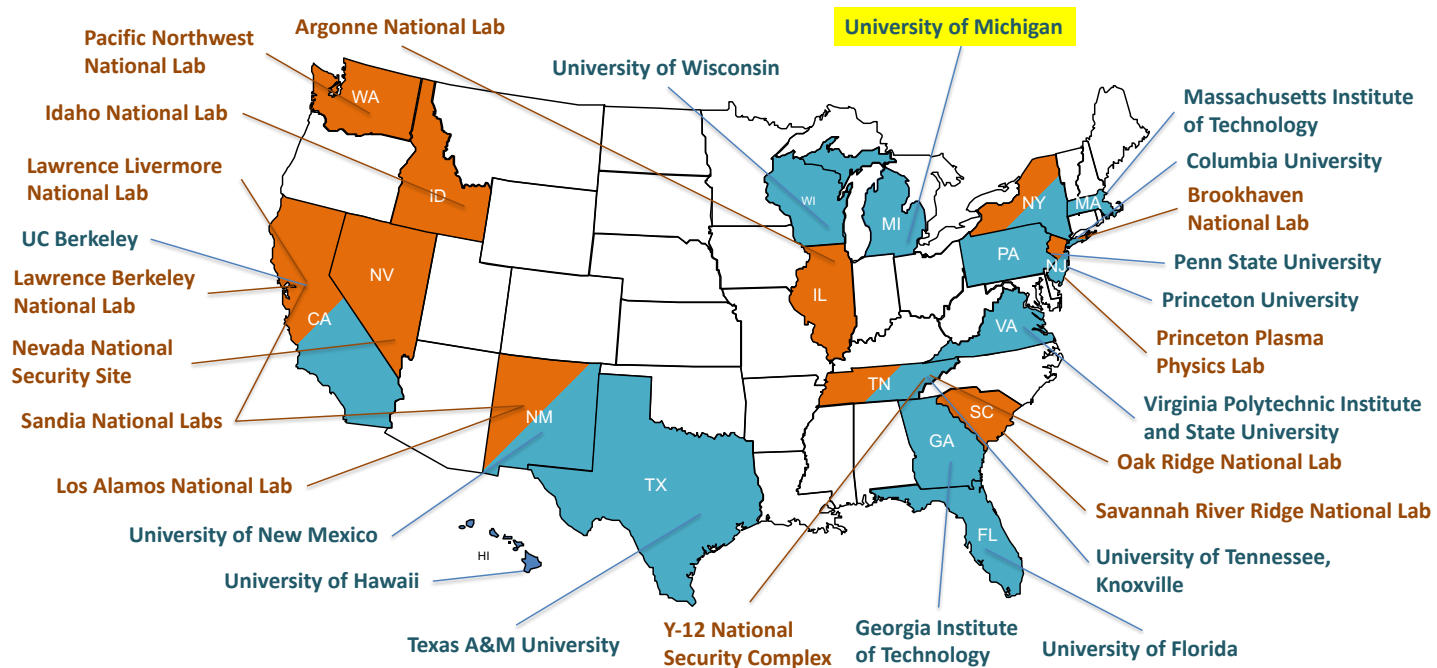 Argonne National Lab
University of Michigan
Pacific Northwest
National Lab
University of Wisconsin
Massachusetts Institute
of Technology
Idaho National Lab
Columbia University
Lawrence Livermore
National Lab
Brookhaven
National Lab
UC Berkeley
Penn State University
Lawrence Berkeley
National Lab
Princeton University
Nevada National
Security Site
Princeton Plasma
Physics Lab
Sandia National Labs
Virginia Polytechnic Institute
and State University
Oak Ridge National Lab
Los Alamos National Lab
Savannah River Ridge National Lab
University of New Mexico
University of Tennessee,
Knoxville
University of Hawaii
Texas A&M University
Y-12 National
Security Complex
Georgia Institute
of Technology
University of Florida
WA
ID
WI
MI
NY
MA
PA
NJ
NV
IL
CA
VA
TN
NM
SC
GA
TX
FL
HI